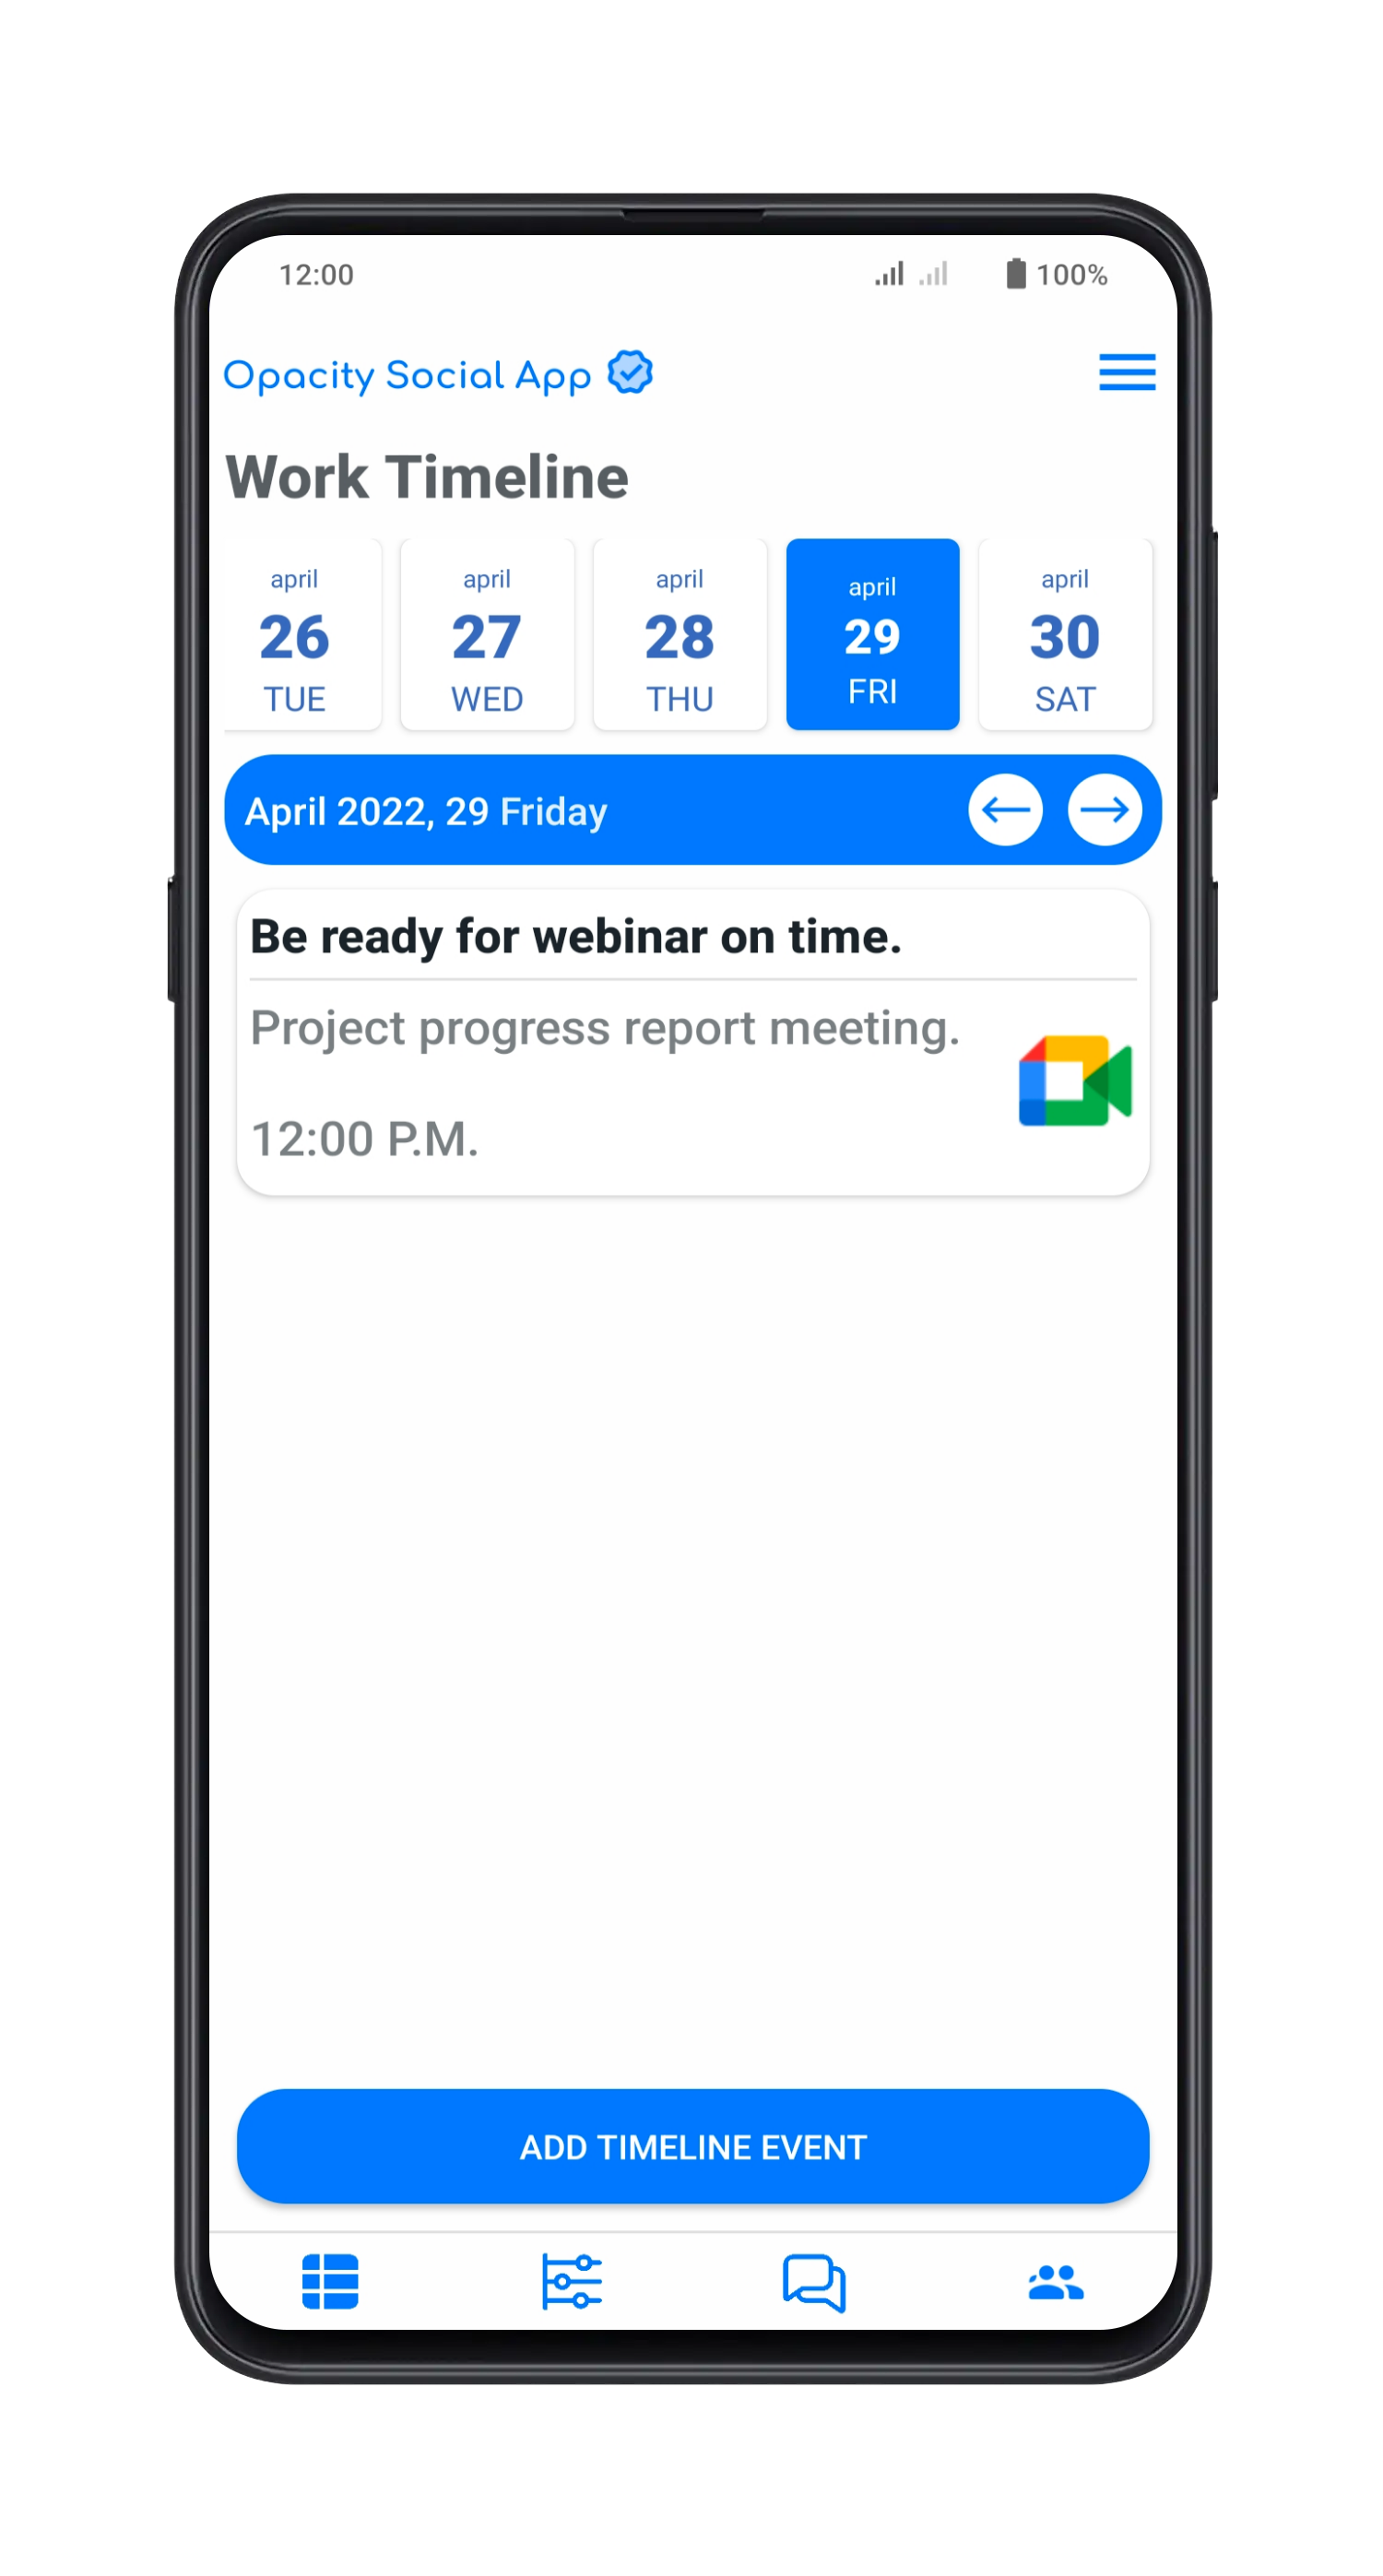 12:00 100%
Opacity Social App
Work Timeline
april april april april april
26 27 28 29 30
TUE WED THU FRI SAT
April 2022, 29 Friday
Be ready for webinar on time.
Project progress report meeting.
12:00 P.M.
ADD TIMELINE EVENT